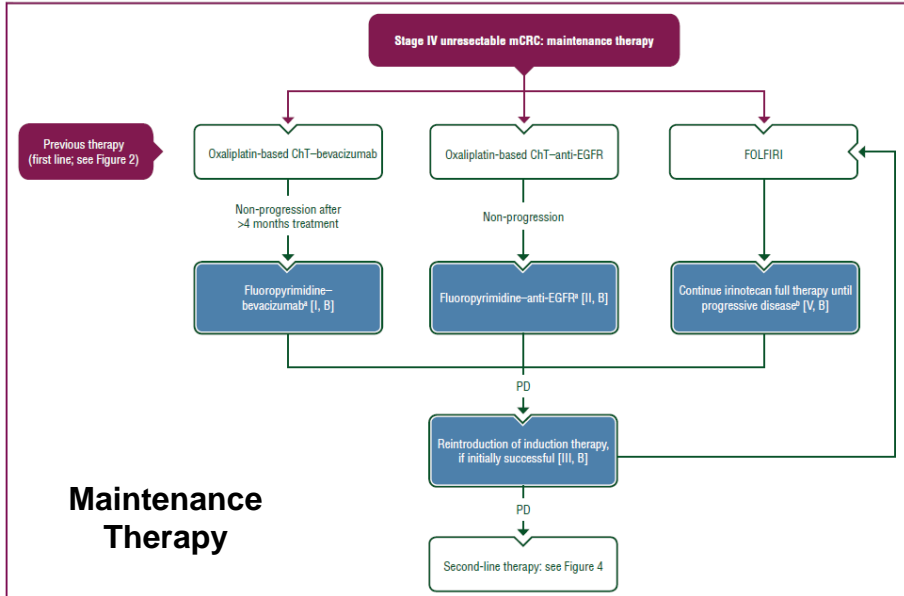 Stage IV unresectable mCRC: maintenance therapy
Previous therapy
(first line; see Figure 2)
Oxaliplatin-based ChT–bevacizumab
Oxaliplatin-based ChT–anti-EGFR
FOLFIRI
Non-progression after
>4 months treatment
Non-progression
Fluoropyrimidine–
bevacizumabᵃ [I, B]
Fluoropyrimidine–anti-EGFRᵃ [II, B]
Continue irinotecan full therapy until
progressive diseaseᵇ [V, B]
PD
Reintroduction of induction therapy,
if initially successful [III, B]
PD
Second-line therapy: see Figure 4
Maintenance
Therapy